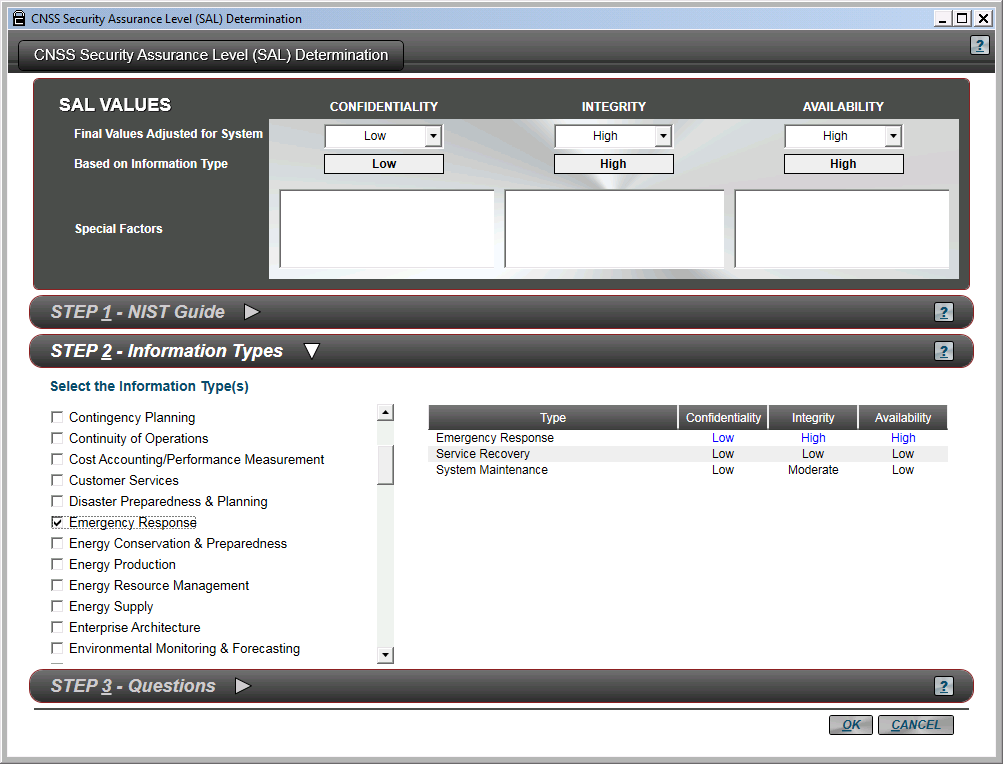 CNSS Security Assurance Level (SAL) Determination
CNSS Security Assurance Level (SAL) Determination
?
SAL VALUES CONFIDENTIALITY INTEGRITY AVAILABILITY
Final Values Adjusted for System Low High High
Based on Information Type Low High High
Special Factors
STEP 1 - NIST Guide ?
STEP 2 - Information Types ?
Select the Information Type(s)
Contingency Planning
Continuity of Operations
Cost Accounting/Performance Measurement
Customer Services
Disaster Preparedness & Planning
Emergency Response
Energy Conservation & Preparedness
Energy Production
Energy Resource Management
Energy Supply
Enterprise Architecture
Environmental Monitoring & Forecasting
Type Confidentiality Integrity Availability
Emergency Response Low High High
Service Recovery Low Low Low
System Maintenance Low Moderate Low
STEP 3 - Questions ?
OK CANCEL